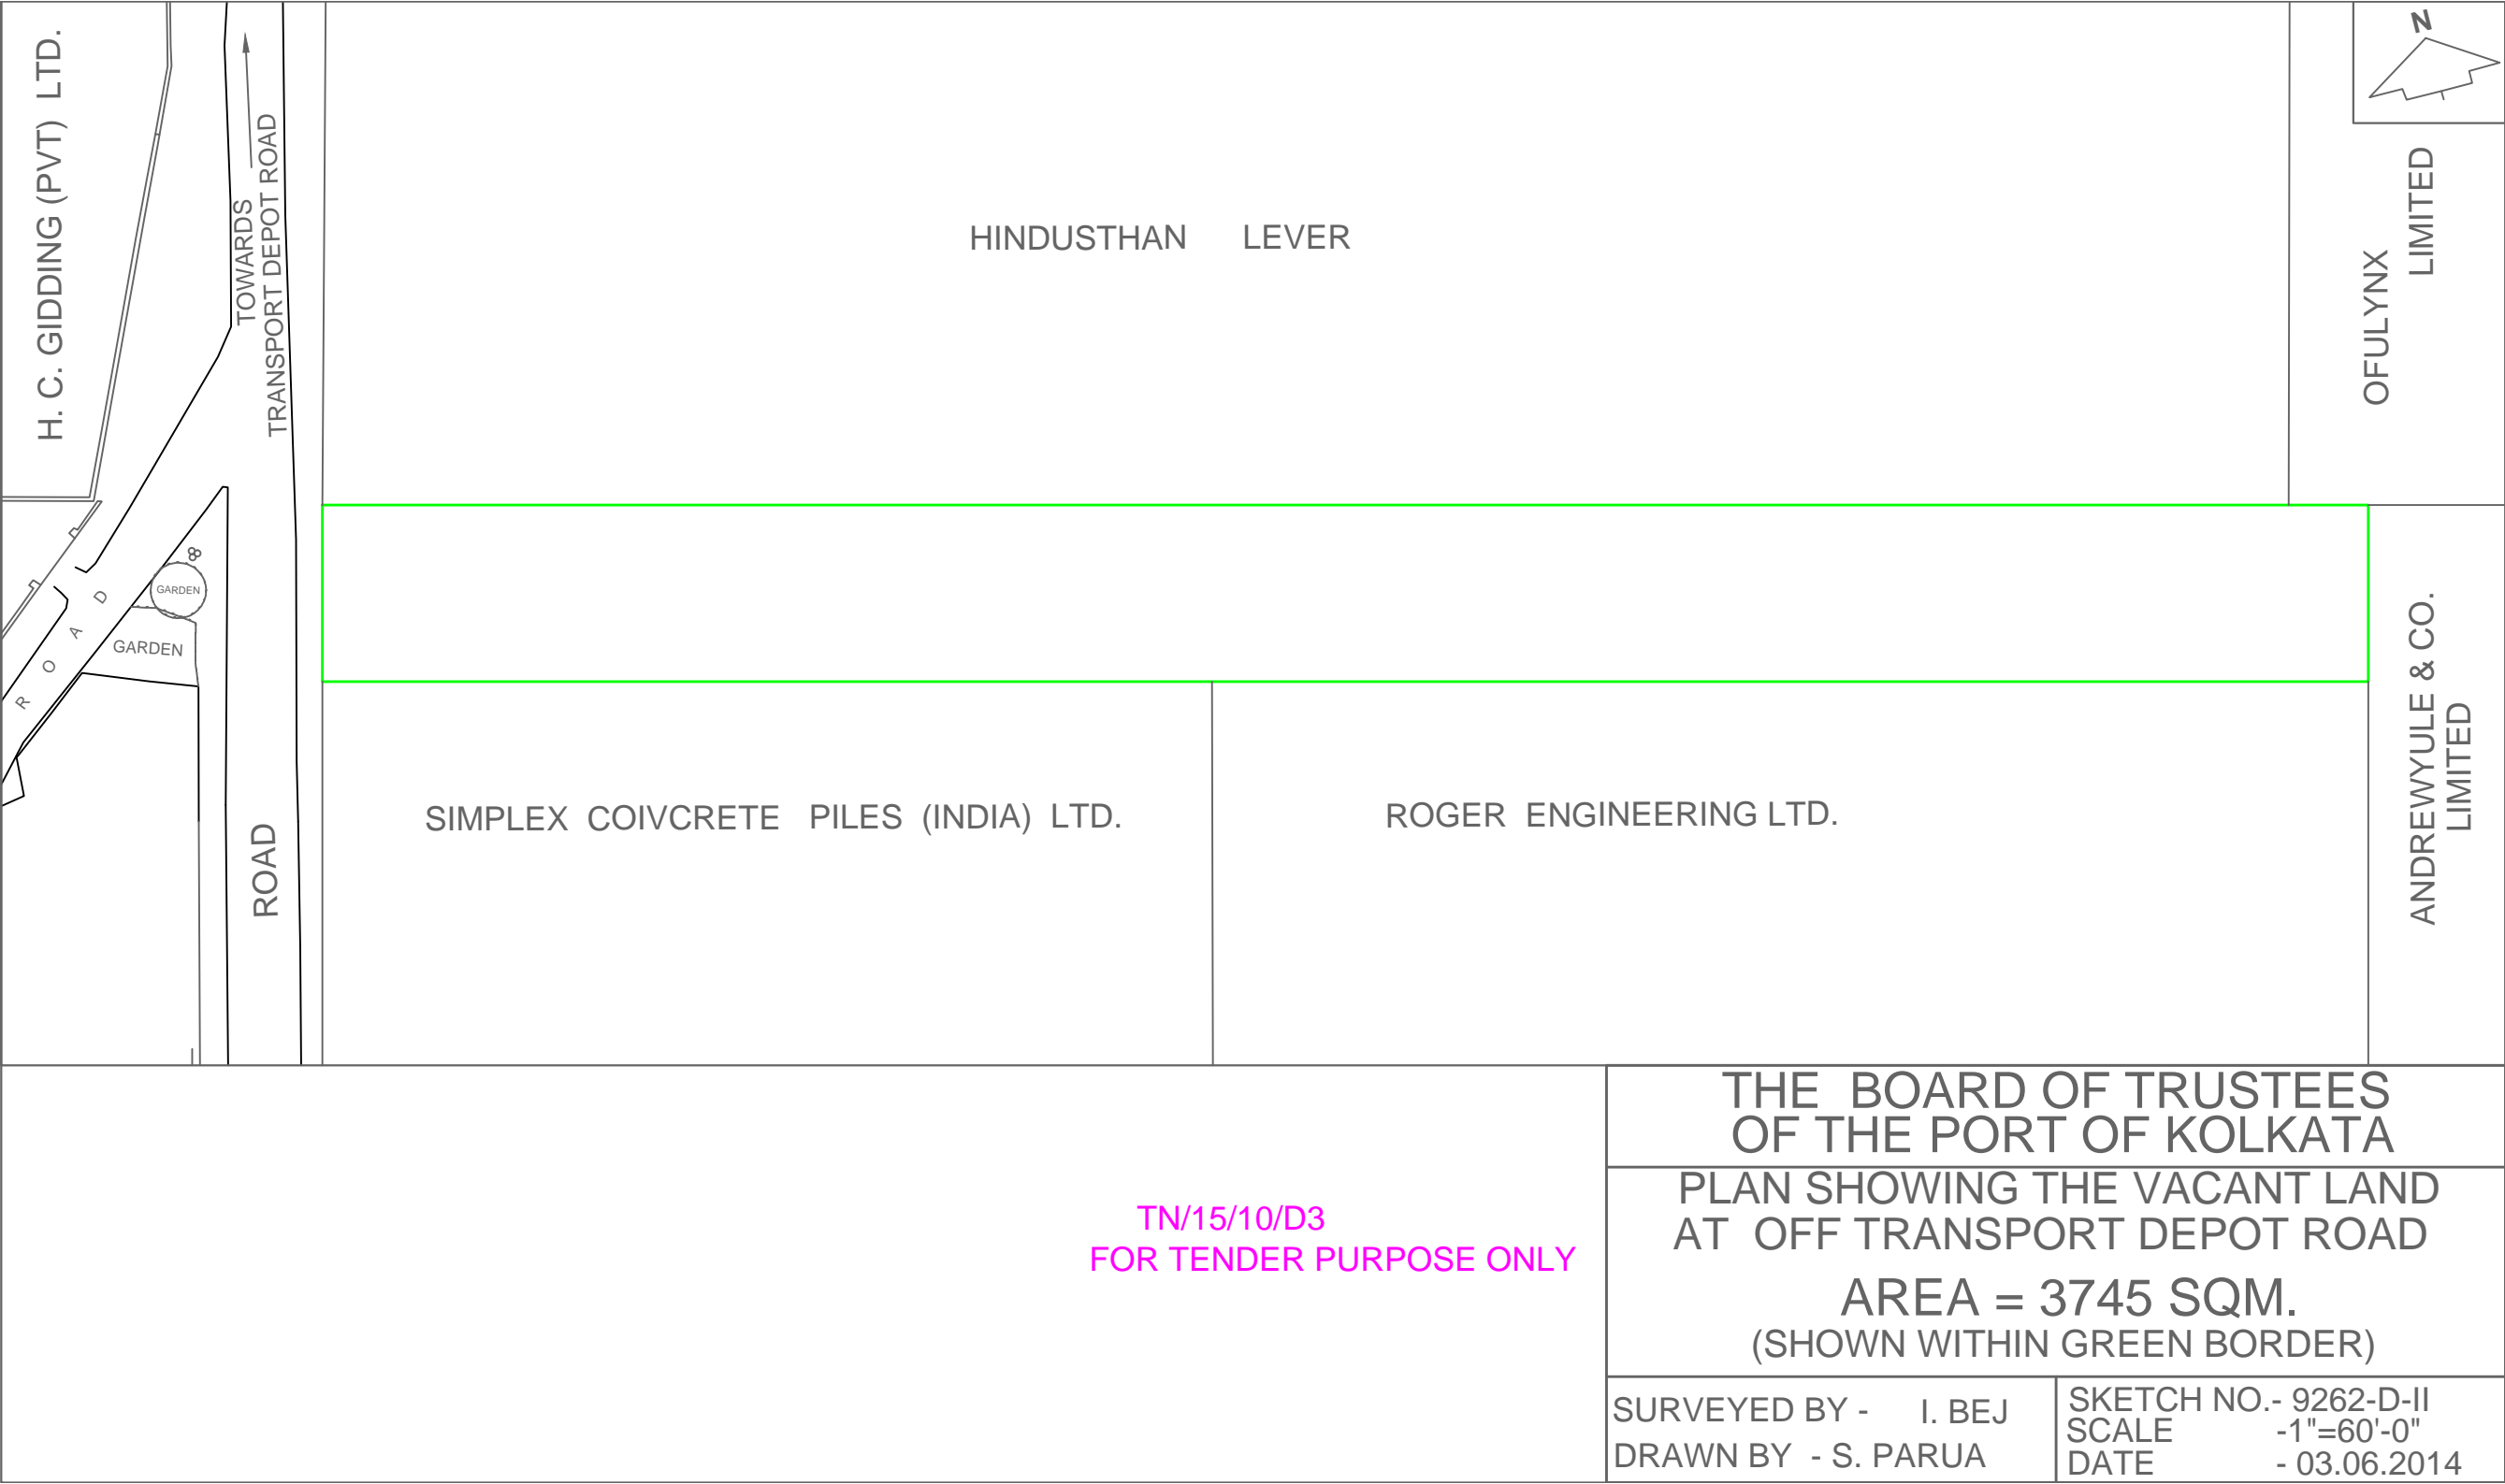 H. C. GIDDING (PVT) LTD.
TOWARDS
TRANSPORT DEPOT ROAD
HINDUSTHAN LEVER
N
OFULYNX
LIMITED
GARDEN
8
GARDEN
ROAD
ROAD
SIMPLEX COIVCRETE PILES (INDIA) LTD.
ROGER ENGINEERING LTD.
ANDREWYULE & CO.
LIMITED
TN/15/10/D3
FOR TENDER PURPOSE ONLY
THE BOARD OF TRUSTEES
OF THE PORT OF KOLKATA
PLAN SHOWING THE VACANT LAND
AT OFF TRANSPORT DEPOT ROAD
AREA = 3745 SQM.
(SHOWN WITHIN GREEN BORDER)
SURVEYED BY - I. BEJ
DRAWN BY - S. PARUA
SKETCH NO.- 9262-D-II
SCALE -1"=60'-0"
DATE - 03.06.2014